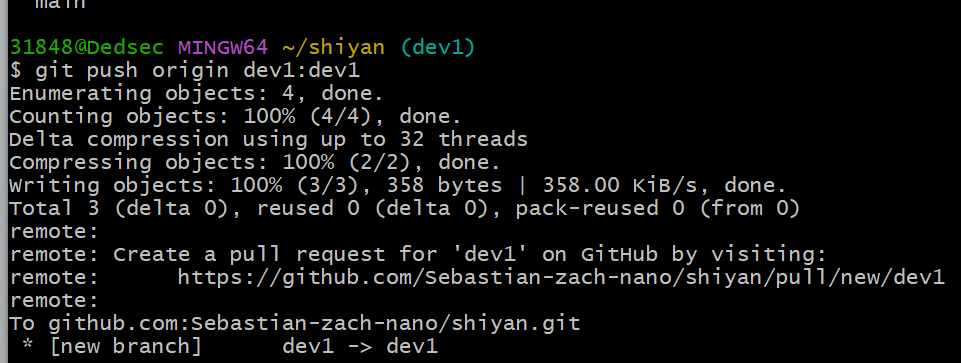 main
31848@Dedsec MINGW64 ~/shiyan (dev1)
$ git push origin dev1:dev1
Enumerating objects: 4, done.
Counting objects: 100% (4/4), done.
Delta compression using up to 32 threads
Compressing objects: 100% (2/2), done.
Writing objects: 100% (3/3), 358 bytes | 358.00 KiB/s, done.
Total 3 (delta 0), reused 0 (delta 0), pack-reused 0 (from 0)
remote:
remote: Create a pull request for 'dev1' on GitHub by visiting:
remote:      https://github.com/Sebastian-zach-nano/shiyan/pull/new/dev1
remote:
To github.com:Sebastian-zach-nano/shiyan.git
 * [new branch]      dev1 -> dev1